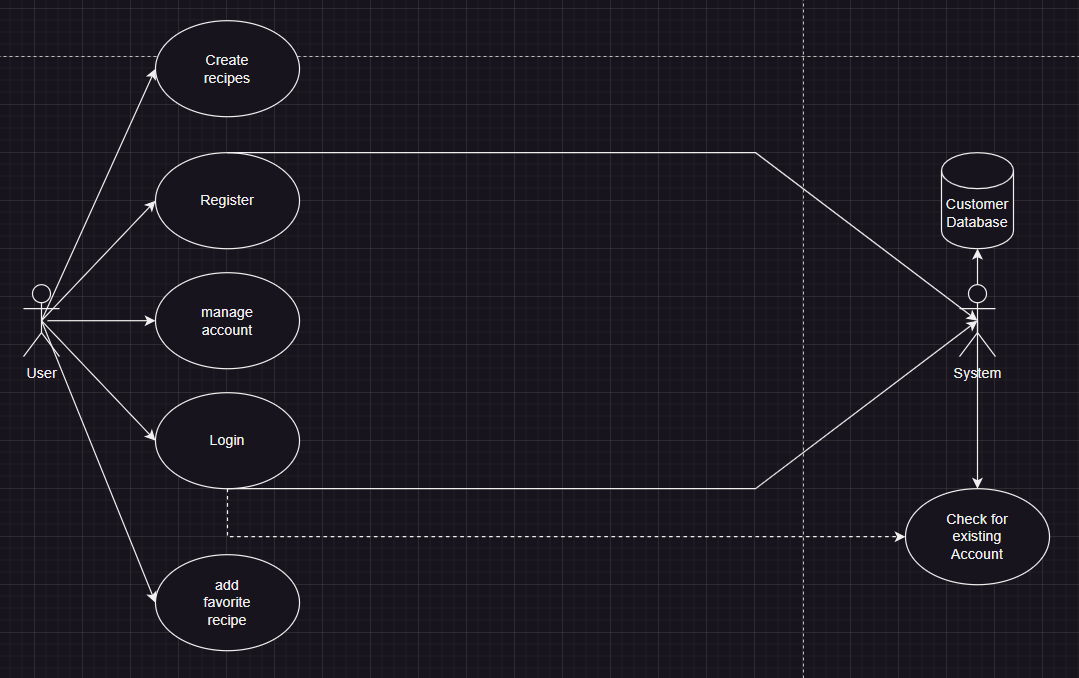 Create
recipes
Register
Customer
Database
manage
account
User
System
Login
Check for
existing
Account
add
favorite
recipe